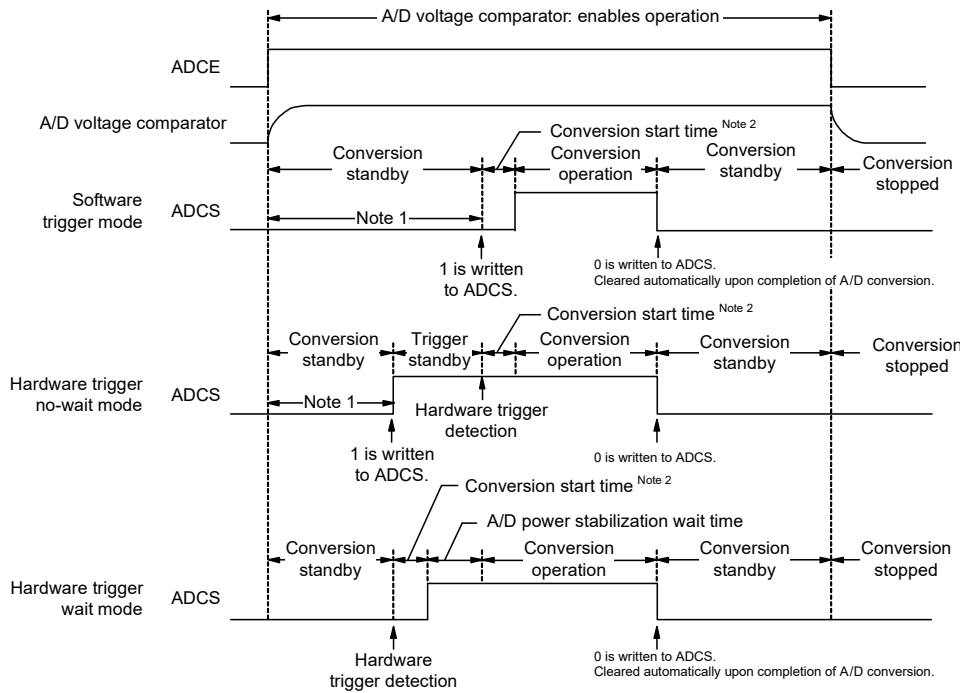 A/D voltage comparator: enables operation
ADCE
A/D voltage comparator
Conversion start time Note 2
Conversion
standby
Conversion
operation
Conversion
standby
Conversion
stopped
Software
trigger mode
ADCS
Note 1
1 is written
to ADCS.
0 is written to ADCS.
Cleared automatically upon completion of A/D conversion.
Conversion start time Note 2
Conversion
standby
Trigger
standby
Conversion
operation
Conversion
standby
Conversion
stopped
Hardware trigger
no-wait mode
ADCS
Note 1
Hardware trigger
detection
1 is written
to ADCS.
0 is written to ADCS.
Conversion start time Note 2
A/D power stabilization wait time
Conversion
standby
Conversion
operation
Conversion
standby
Conversion
stopped
Hardware trigger
wait mode
ADCS
Hardware
trigger detection
0 is written to ADCS.
Cleared automatically upon completion of A/D conversion.